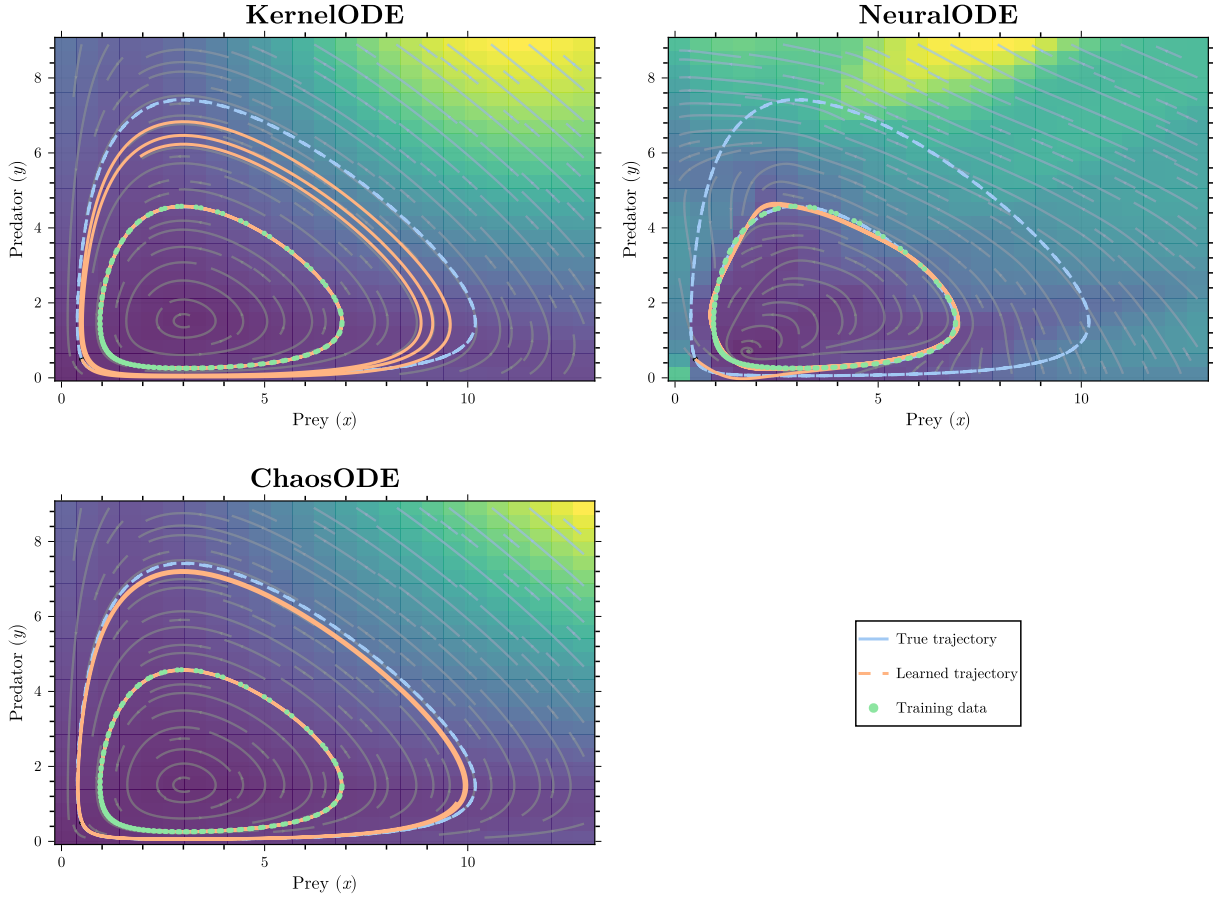 KernelODE
8
6
4
2
0
Predator (y)
0 5 10
Prey (x)
NeuralODE
8
6
4
2
0
Predator (y)
0 5 10
Prey (x)
ChaosODE
8
6
4
2
0
Predator (y)
0 5 10
Prey (x)
True trajectory
Learned trajectory
Training data